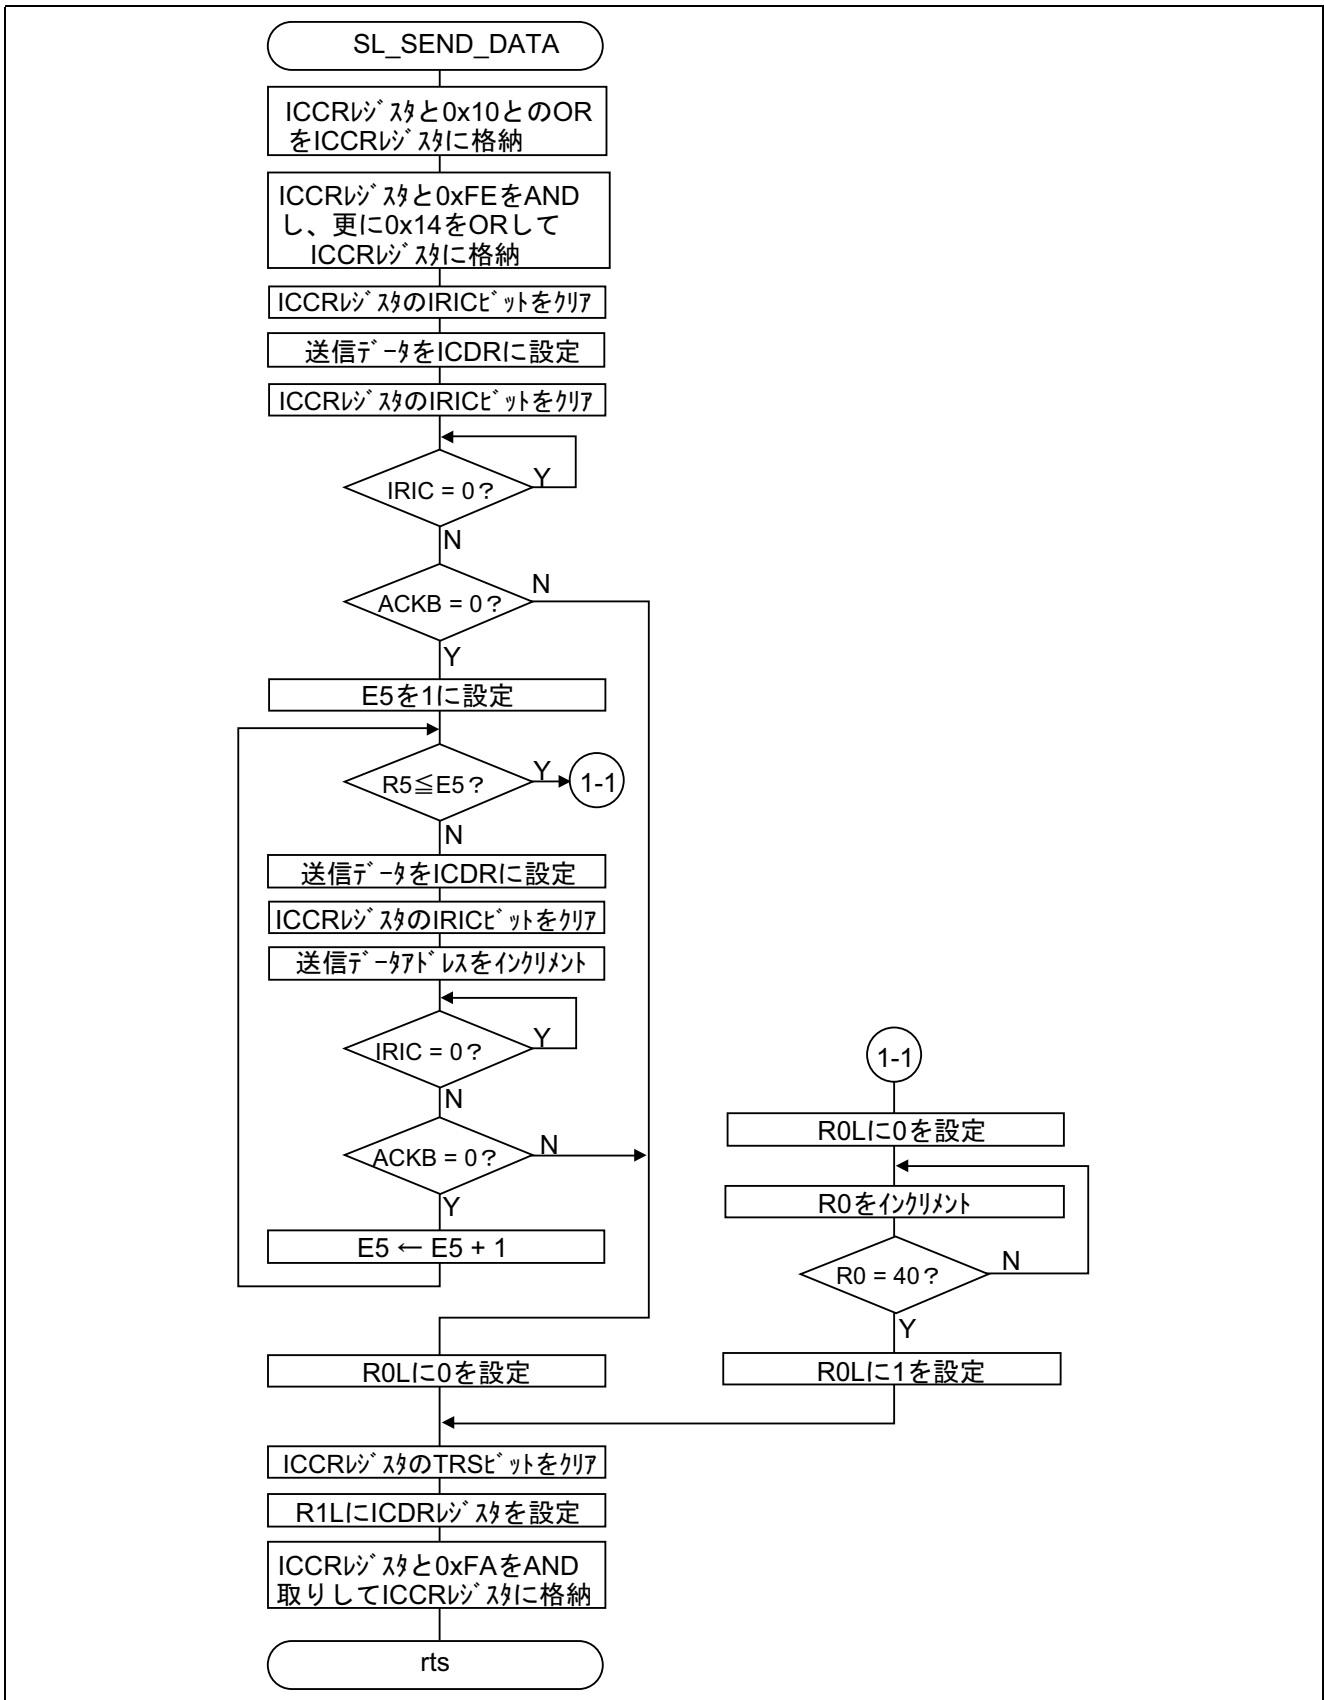 SL_SEND_DATA
ICCRﾚｼﾞｽﾀと0x10とのOR
をICCRﾚｼﾞｽﾀに格納
ICCRﾚｼﾞｽﾀと0xFEをAND
し、更に0x14をORして
ICCRﾚｼﾞｽﾀに格納
ICCRﾚｼﾞｽﾀのIRICﾋﾞｯﾄをｸﾘｱ
送信ﾃﾞｰﾀをICDRに設定
ICCRﾚｼﾞｽﾀのIRICﾋﾞｯﾄをｸﾘｱ
IRIC = 0？
Y
N
ACKB = 0？
N
Y
E5を1に設定
R5≦E5？
Y
1-1
N
送信ﾃﾞｰﾀをICDRに設定
ICCRﾚｼﾞｽﾀのIRICﾋﾞｯﾄをｸﾘｱ
送信ﾃﾞｰﾀｱﾄﾞﾚｽをｲﾝｸﾘﾒﾝﾄ
IRIC = 0？
Y
N
ACKB = 0？
N
Y
E5 ← E5 + 1
1-1
R0Lに0を設定
R0をｲﾝｸﾘﾒﾝﾄ
R0 = 40？
N
Y
R0Lに1を設定
R0Lに0を設定
ICCRﾚｼﾞｽﾀのTRSﾋﾞｯﾄをｸﾘｱ
R1LにICDRﾚｼﾞｽﾀを設定
ICCRﾚｼﾞｽﾀと0xFAをAND
取りしてICCRﾚｼﾞｽﾀに格納
rts